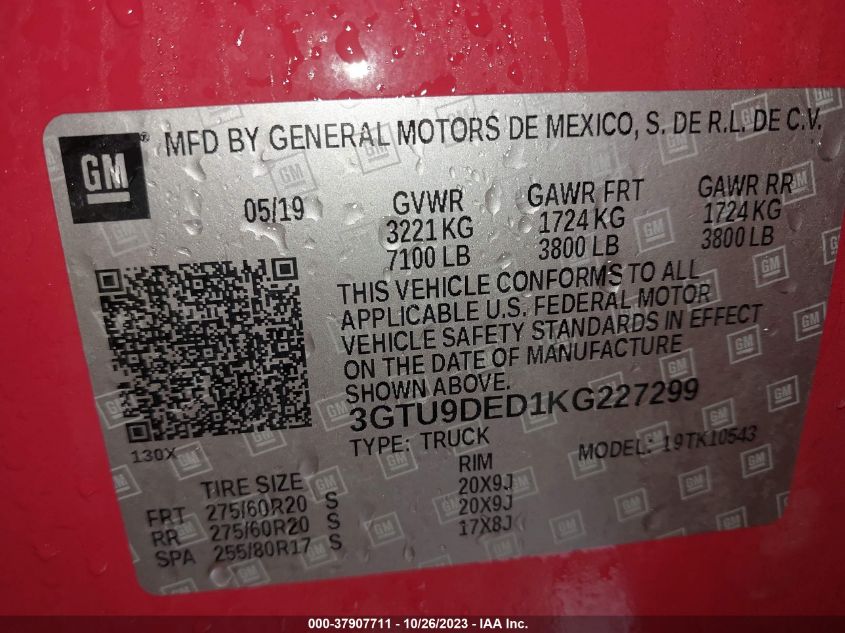 GM ® MFD BY GENERAL MOTORS DE MEXICO, S. DE R.L. DE C.V.
05/19 GVWR GAWR FRT GAWR RR
3221 KG 1724 KG 1724 KG
7100 LB 3800 LB 3800 LB
THIS VEHICLE CONFORMS TO ALL
APPLICABLE U.S. FEDERAL MOTOR
VEHICLE SAFETY STANDARDS IN EFFECT
ON THE DATE OF MANUFACTURE
SHOWN ABOVE.
3GTU9DED1KG227299
130X TYPE: TRUCK MODEL: 19TK10543
TIRE SIZE RIM
FRT 275/60R20 S 20X9J
RR 275/60R20 S 20X9J
SPA 255/80R17 S 17X8J
000-37907711 - 10/26/2023 - IAA Inc.